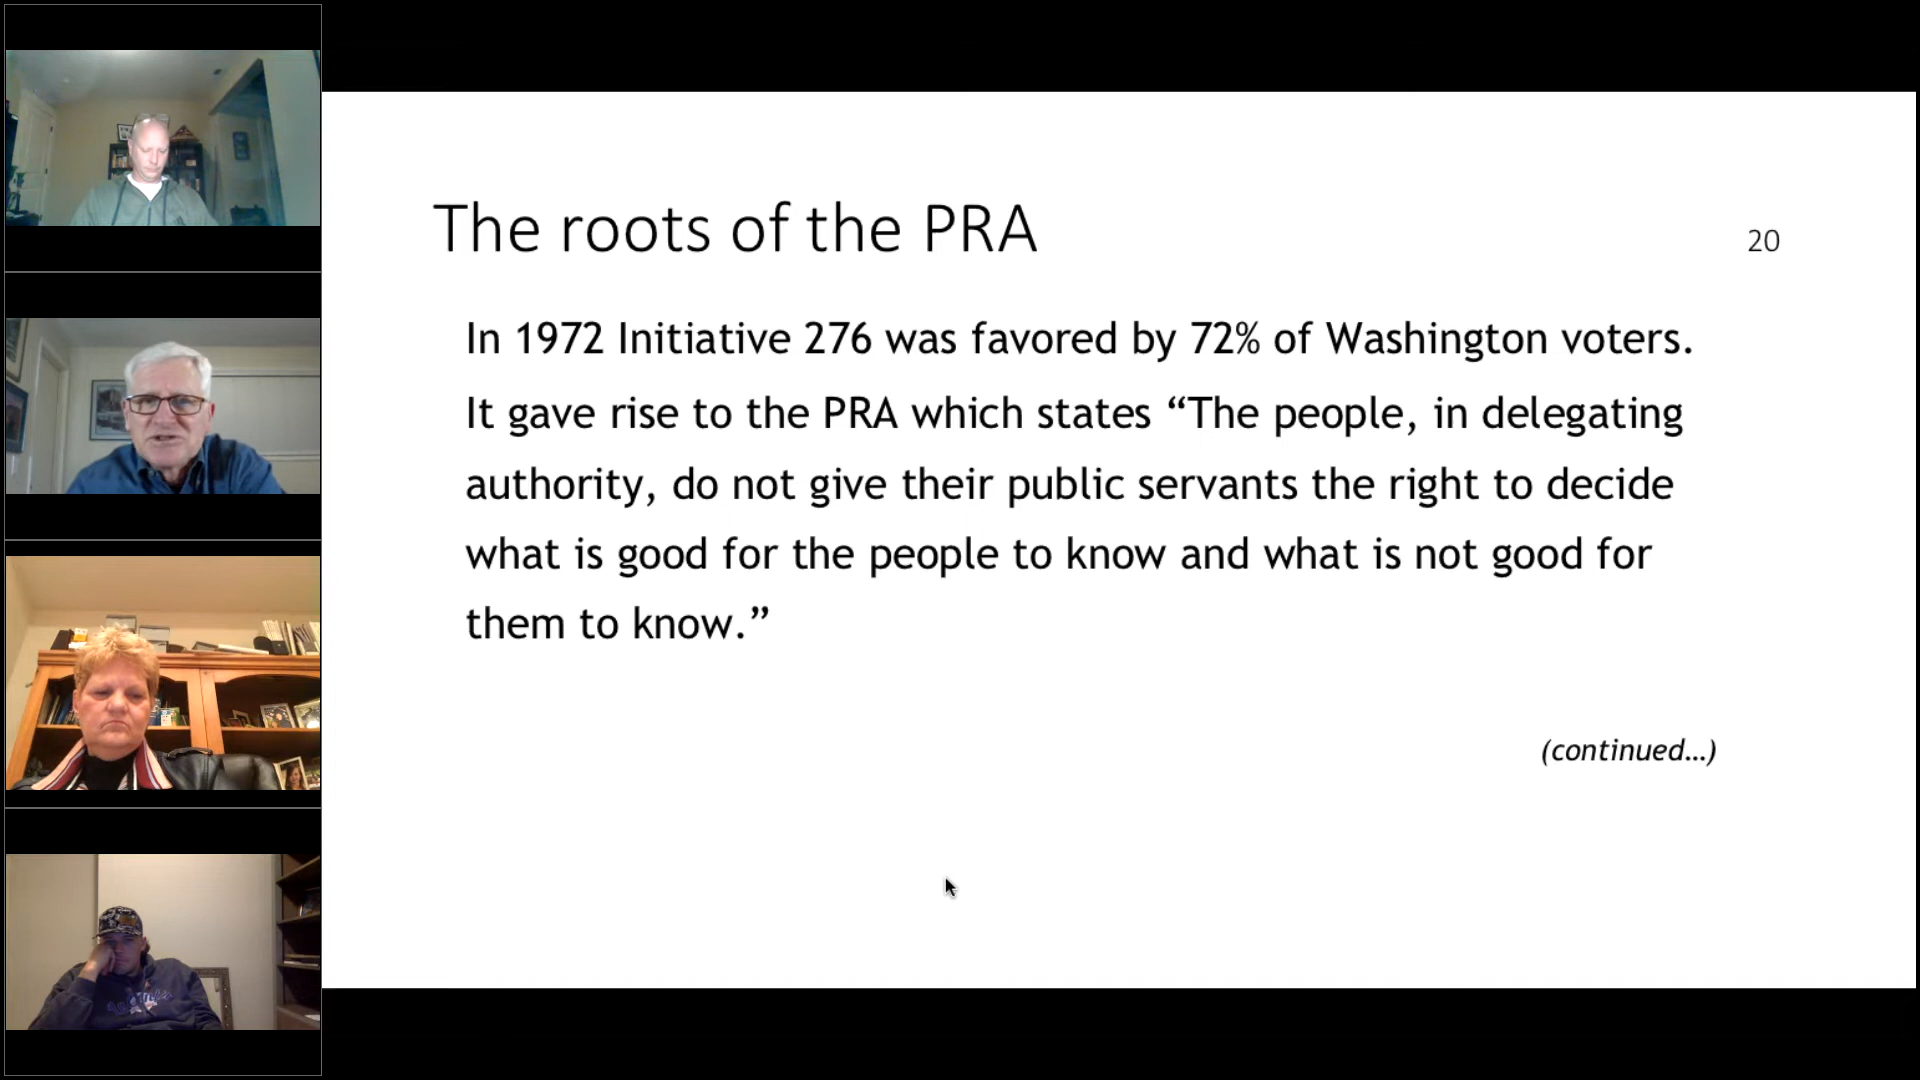 The roots of the PRA
20
In 1972 Initiative 276 was favored by 72% of Washington voters.
It gave rise to the PRA which states “The people, in delegating
authority, do not give their public servants the right to decide
what is good for the people to know and what is not good for
them to know.”
(continued…)